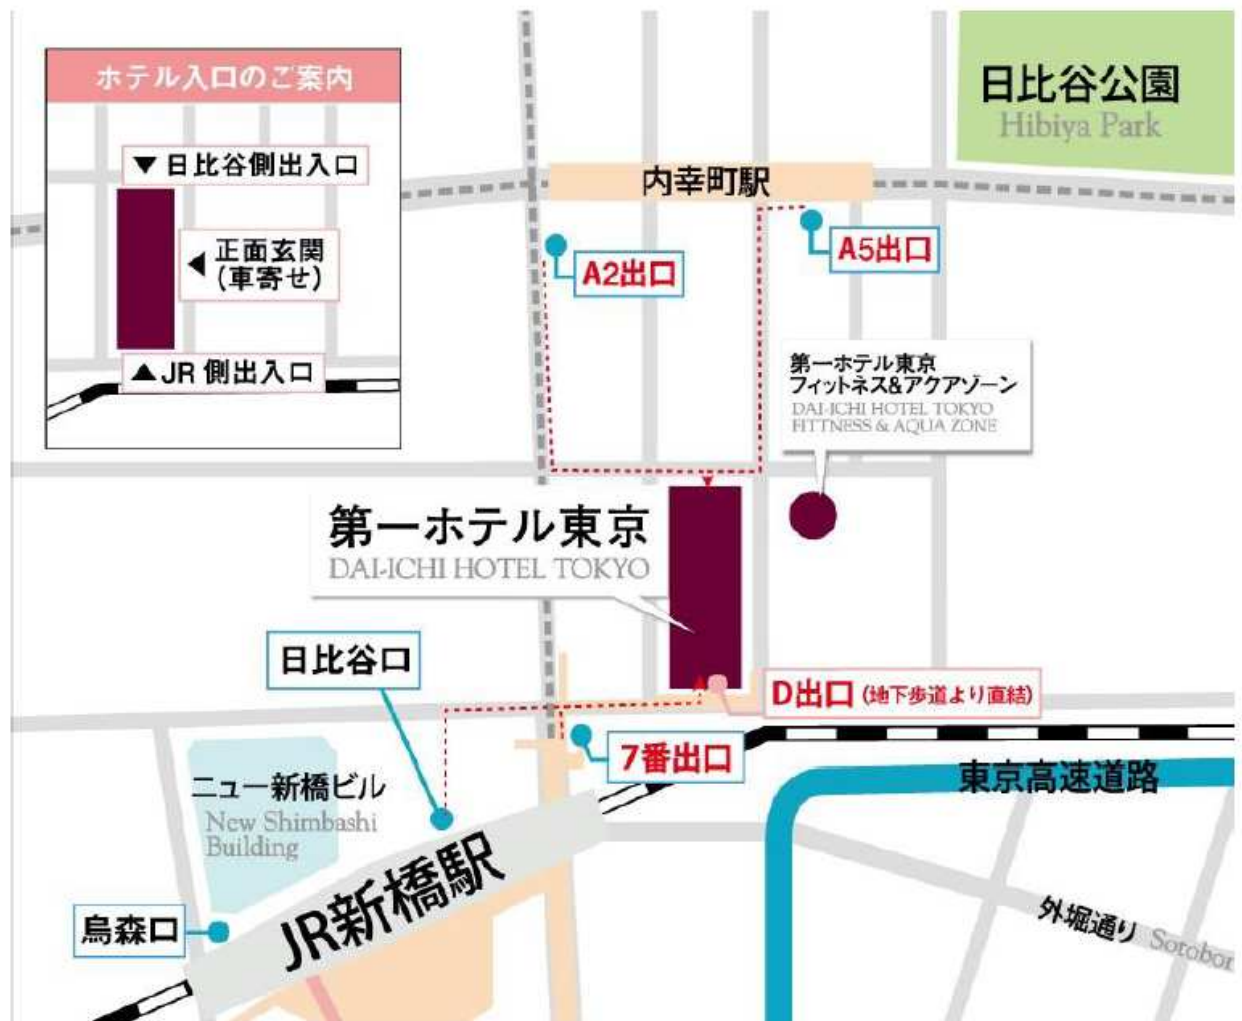 ホテル入口のご案内
▼日比谷側出入口
◀正面玄関
(車寄せ)
▲JR側出入口
日比谷公園
Hibiya Park
内幸町駅
A2出口
A5出口
第一ホテル東京
フィットネス&アクアゾーン
DAI-ICHI HOTEL TOKYO
FITTNESS & AQUA ZONE
第一ホテル東京
DAI-ICHI HOTEL TOKYO
日比谷口
D出口(地下歩道より直結)
7番出口
ニュー新橋ビル
New Shimbashi
Building
東京高速道路
JR新橋駅
烏森口
外堀通り Sotobor